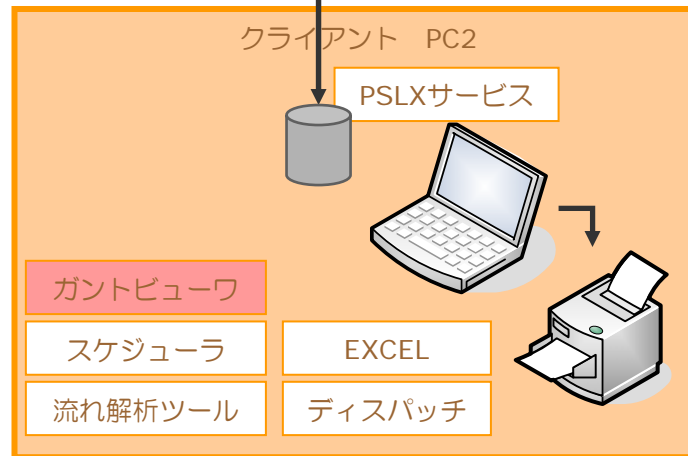 クライアント　PC2
PSLXサービス
ガントビューワ
スケジューラ
EXCEL
流れ解析ツール
ディスパッチ